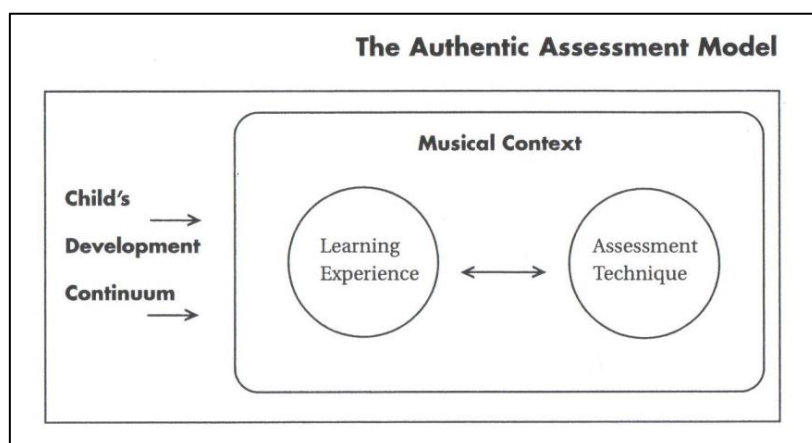 The Authentic Assessment Model
Musical Context
Child's
Development
Continuum
Learning
Experience
Assessment
Technique